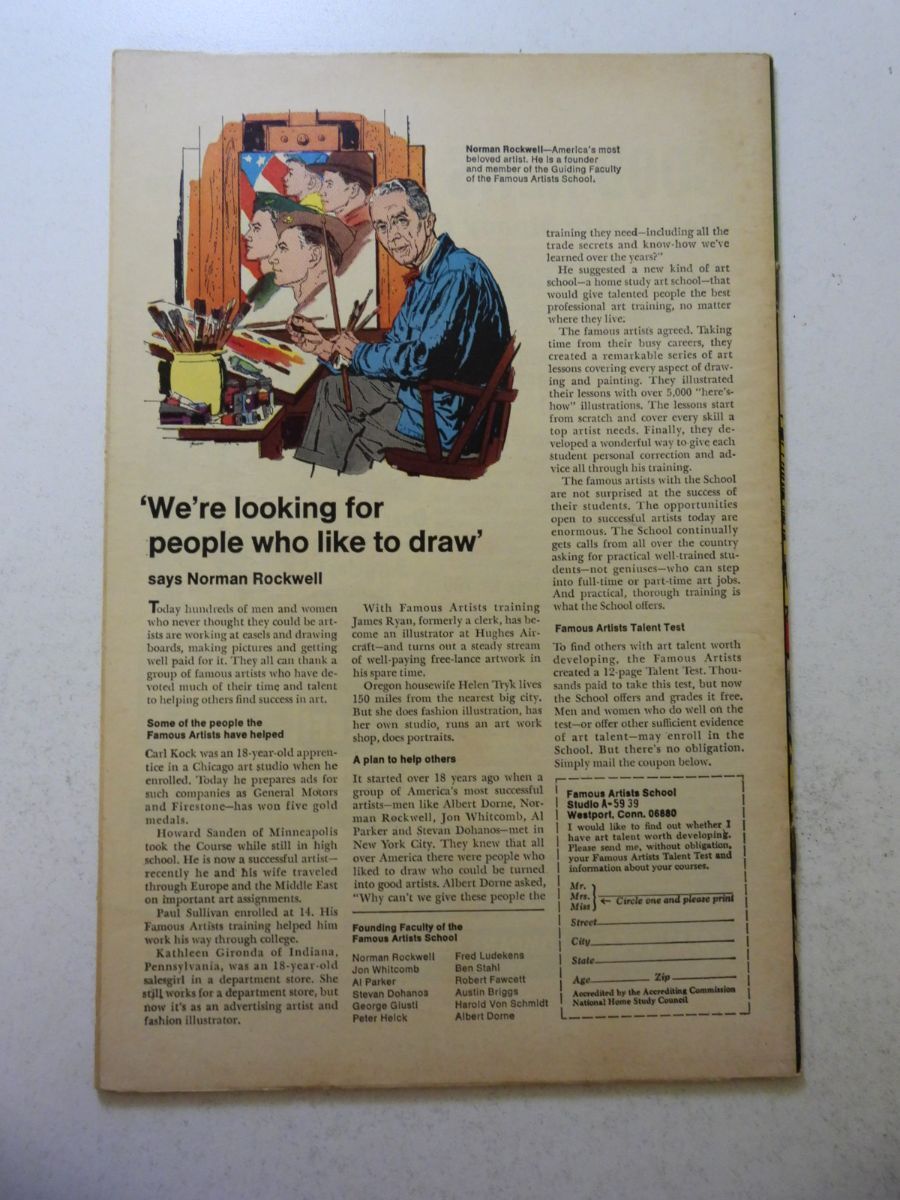 Norman Rockwell—America's most
beloved artist. He is a founder
and member of the Guiding Faculty
of the Famous Artists School.
'We're looking for
people who like to draw'
says Norman Rockwell
Today hundreds of men and women
who never thought they could be art-
ists are working at easels and drawing
boards, making pictures and getting
well paid for it. They all can thank a
group of famous artists who have de-
voted much of their time and talent
to helping others find success in art.
Some of the people the
Famous Artists have helped
Carl Kock was an 18-year-old appren-
tice in a Chicago art studio when he
enrolled. Today he prepares ads for
such companies as General Motors
and Firestone—has won five gold
medals.
Howard Sanden of Minneapolis
took the Course while still in high
school. He is now a successful artist—
recently he and his wife traveled
through Europe and the Middle East
on important art assignments.
Paul Sullivan enrolled at 14. His
Famous Artists training helped him
work his way through college.
Kathleen Gironda of Indiana,
Pennsylvania, was an 18-year-old
salesgirl in a department store. She
still works for a department store, but
now it's as an advertising artist and
fashion illustrator.
With Famous Artists training
James Ryan, formerly a clerk, has be-
come an illustrator at Hughes Air-
craft—and turns out a steady stream
of well-paying free-lance artwork in
his spare time.
Oregon housewife Helen Tryk lives
150 miles from the nearest big city.
But she does fashion illustration, has
her own studio, runs an art work
shop, does portraits.
A plan to help others
It started over 18 years ago when a
group of America's most successful
artists—men like Albert Dorne, Nor-
man Rockwell, Jon Whitcomb, Al
Parker and Stevan Dohanos—met in
New York City. They knew that all
over America there were people who
liked to draw who could be turned
into good artists. Albert Dorne asked,
"Why can't we give these people the
Founding Faculty of the
Famous Artists School
Norman Rockwell
Jon Whitcomb
Al Parker
Stevan Dohanos
George Giusti
Peter Helck
Fred Ludekens
Ben Stahl
Robert Fawcett
Austin Briggs
Harold Von Schmidt
Albert Dorne
training they need—including all the
trade secrets and know-how we've
learned over the years?"
He suggested a new kind of art
school—a home study art school—that
would give talented people the best
professional art training, no matter
where they live.
The famous artists agreed. Taking
time from their busy careers, they
created a remarkable series of art
lessons covering every aspect of draw-
ing and painting. They illustrated
their lessons with over 5,000 "here's-
how" illustrations. The lessons start
from scratch and cover every skill a
top artist needs. Finally, they de-
veloped a wonderful way to give each
student personal correction and ad-
vice all through his training.
The famous artists with the School
are not surprised at the success of
their students. The opportunities
open to successful artists today are
enormous. The School continually
gets calls from all over the country
asking for practical well-trained stu-
dents—not geniuses—who can step
into full-time or part-time art jobs.
And practical, thorough training is
what the School offers.
Famous Artists Talent Test
To find others with art talent worth
developing, the Famous Artists
created a 12-page Talent Test. Thou-
sands paid to take this test, but now
the School offers and grades it free.
Men and women who do well on the
test—or offer other sufficient evidence
of art talent—may enroll in the
School. But there's no obligation.
Simply mail the coupon below.
Famous Artists School
Studio A-5939
Westport, Conn. 06880
I would like to find out whether I
have art talent worth developing.
Please send me, without obligation,
your Famous Artists Talent Test and
information about your courses.
Mr.
Mrs. ← Circle one and please print
Miss
Street
City
State
Age Zip
Accredited by the Accrediting Commission
National Home Study Council